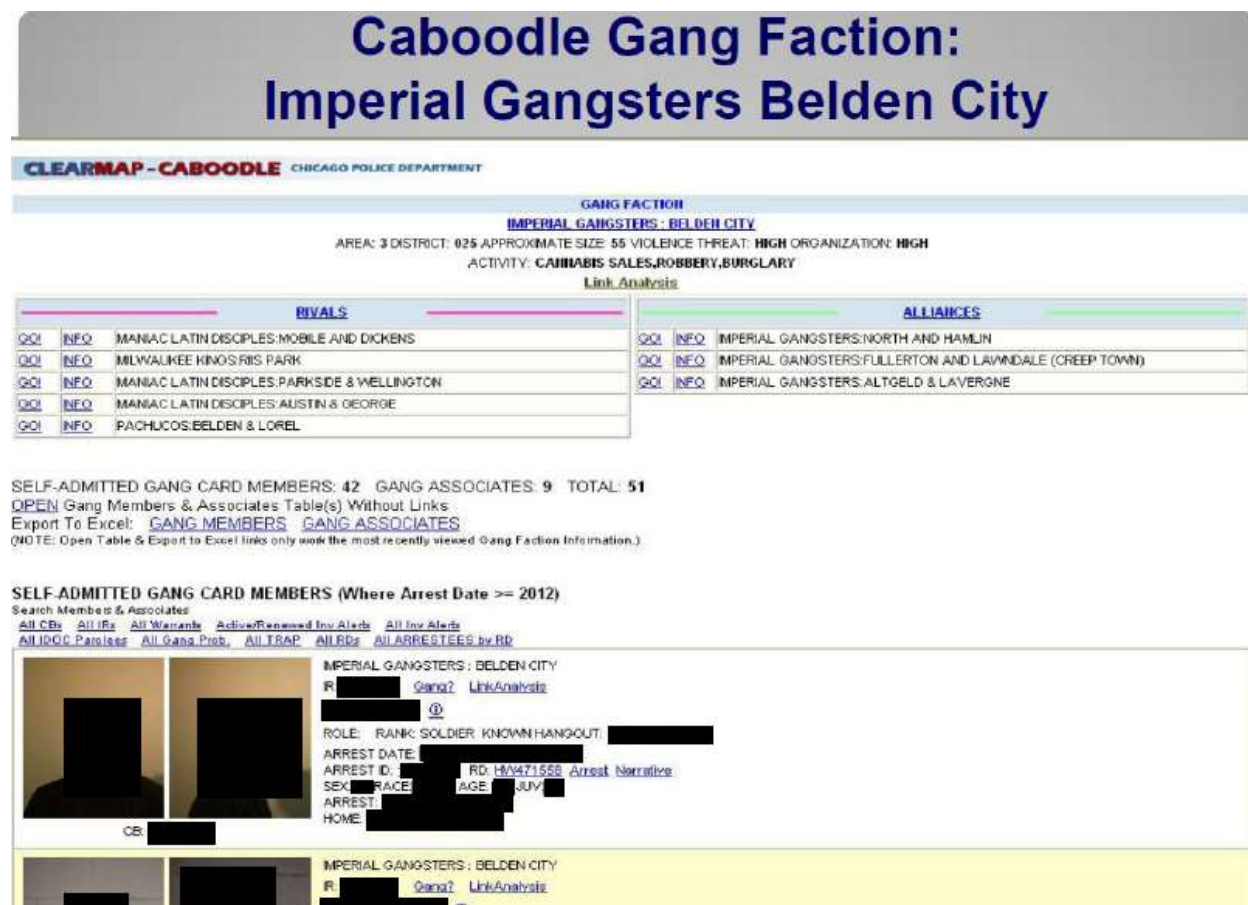 Caboodle Gang Faction:
Imperial Gangsters Belden City
CLEARMAP-CABOODLE CHICAGO POLICE DEPARTMENT
GANG FACTION
IMPERIAL GANGSTERS : BELDEN CITY
AREA: 3 DISTRICT: 025 APPROXIMATE SIZE: 55 VIOLENCE THREAT: HIGH ORGANIZATION: HIGH
ACTIVITY: CANNABIS SALES,ROBBERY,BURGLARY
Link Analysis
RIVALS
GO! INFO MANIAC LATIN DISCIPLES:MOBILE AND DICKENS
GO! INFO MILWAUKEE KINGS:RIIS PARK
GO! INFO MANIAC LATIN DISCIPLES:PARKSIDE & WELLINGTON
GO! INFO MANIAC LATIN DISCIPLES:AUSTIN & GEORGE
GO! INFO PACHUCOS:BELDEN & LOREL
ALLIANCES
GO! INFO IMPERIAL GANGSTERS:NORTH AND HAMLIN
GO! INFO IMPERIAL GANGSTERS:FULLERTON AND LAWNDALE (CREEP TOWN)
GO! INFO IMPERIAL GANGSTERS:ALTGELD & LAVERGNE
SELF-ADMITTED GANG CARD MEMBERS: 42 GANG ASSOCIATES: 9 TOTAL: 51
OPEN Gang Members & Associates Table(s) Without Links
Export To Excel: GANG MEMBERS GANG ASSOCIATES
(NOTE: Open Table & Export to Excel links only work the most recently viewed Gang Faction Information.)
SELF-ADMITTED GANG CARD MEMBERS (Where Arrest Date >= 2012)
Search Members & Associates
All CBs All IRs All Warrants Active/Renewed Inv Alerts All Inv Alerts
All IDOC Parolees All Gang Prob. All TRAP All RDs All ARRESTEES by RD
IMPERIAL GANGSTERS : BELDEN CITY
IR: Gang? LinkAnalysis
ROLE: RANK: SOLDIER KNOWN HANGOUT:
ARREST DATE:
ARREST ID: RD: HW471558 Arrest Narrative
SEX: RACE: AGE: JUV:
ARREST:
HOME:
CB:
IMPERIAL GANGSTERS : BELDEN CITY
IR: Gang? LinkAnalysis